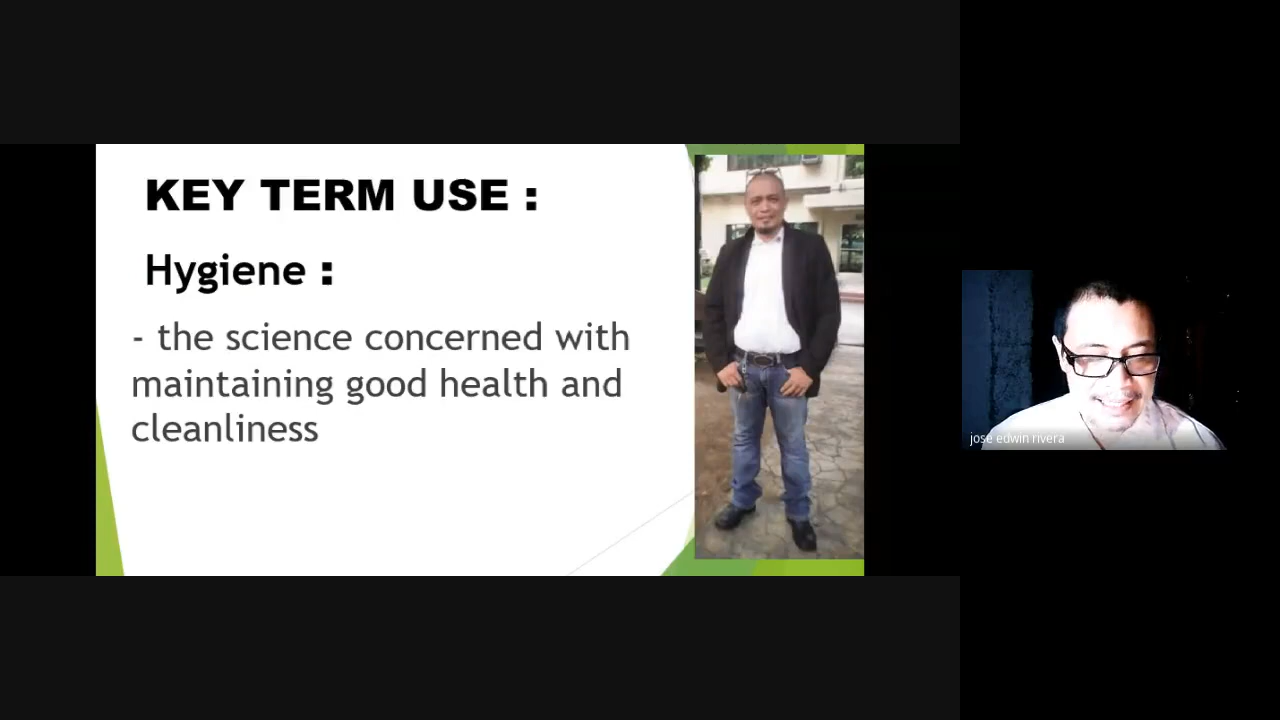 KEY TERM USE :
Hygiene :
- the science concerned with
maintaining good health and
cleanliness
jose edwin rivera